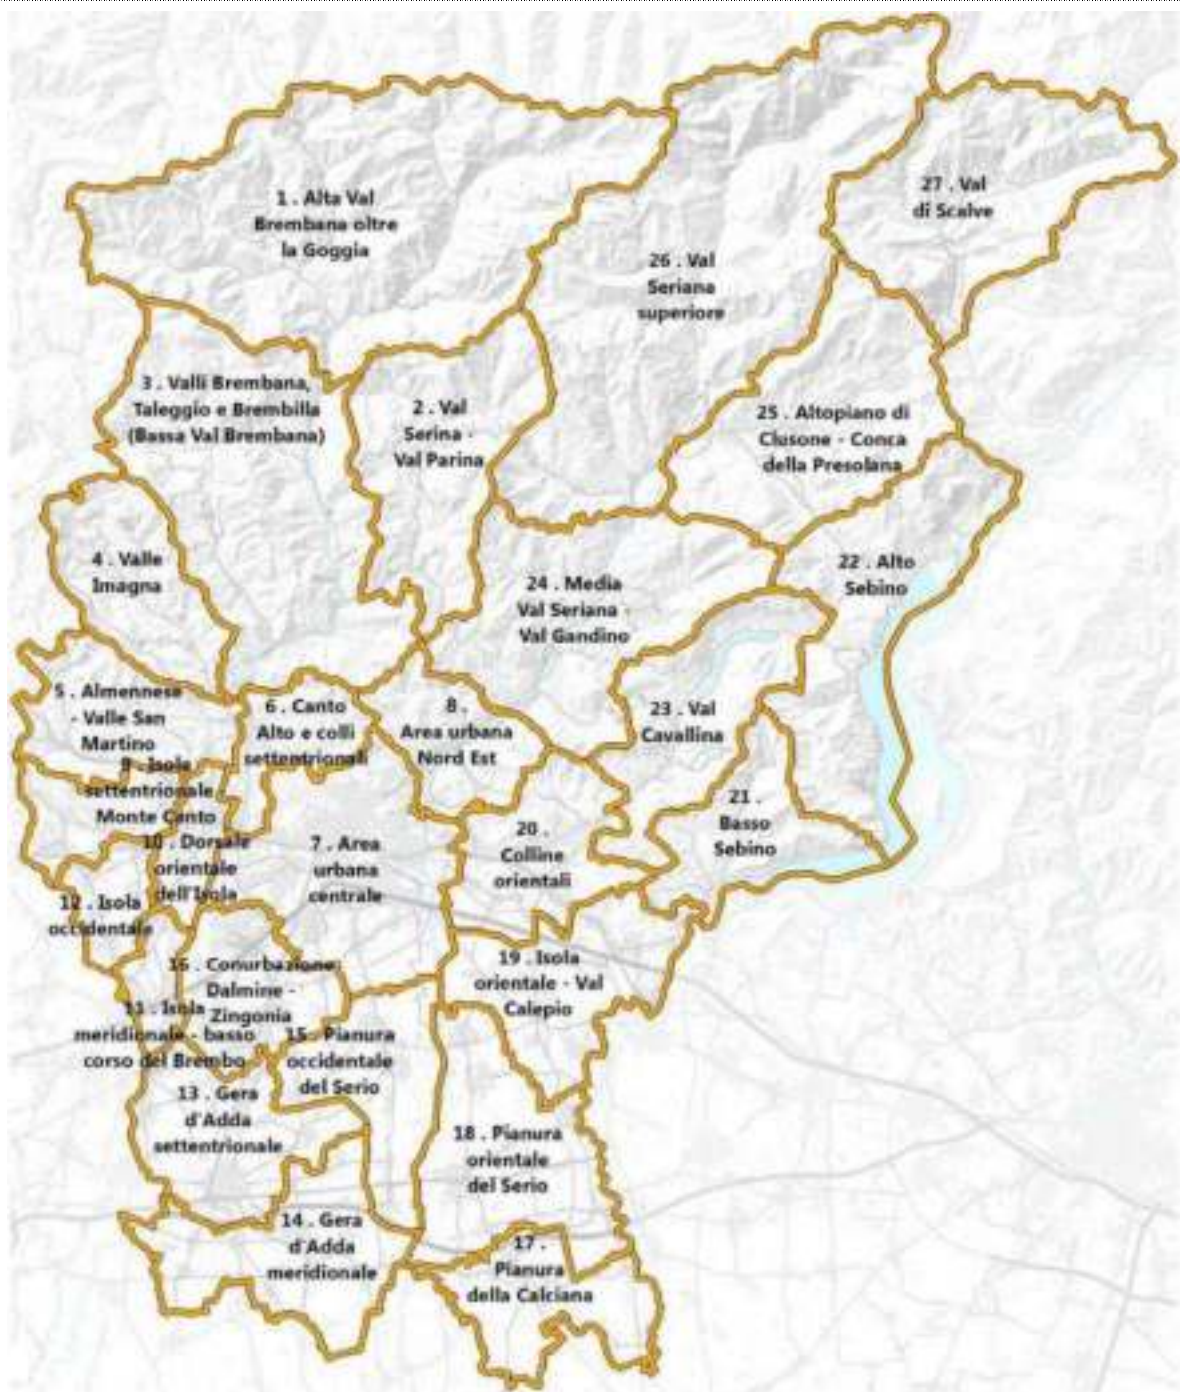 1 . Alta Val
Brembana oltre
la Goggia
27 . Val
di Scalve
26 . Val
Seriana
superiore
3 . Valli Brembana,
Taleggio e Brembilla
(Bassa Val Brembana)
2 . Val
Serina -
Val Parina
25 . Altopiano di
Clusone - Conca
della Presolana
4 . Valle
Imagna
24 . Media
Val Seriana -
Val Gandino
22 . Alto
Sebino
5 . Almennese
- Valle San
Martino
6 . Canto
Alto e colli
settentrionali
8 .
Area urbana
Nord Est
23 . Val
Cavallina
9 . Isola
settentrionale -
Monte Canto
21 .
Basso
Sebino
10 . Dorsale
orientale
dell'Isola
7 . Area
urbana
centrale
20 .
Colline
orientali
12 . Isola
occidentale
16 . Conurbazione:
Dalmine -
Zingonia
19 . Isola
orientale - Val
Calepio
11 . Isola
meridionale - basso
corso del Brembo
15 . Pianura
occidentale
del Serio
13 . Gera
d'Adda
settentrionale
18 . Pianura
orientale
del Serio
14 . Gera
d'Adda
meridionale
17 .
Pianura
della Calciana